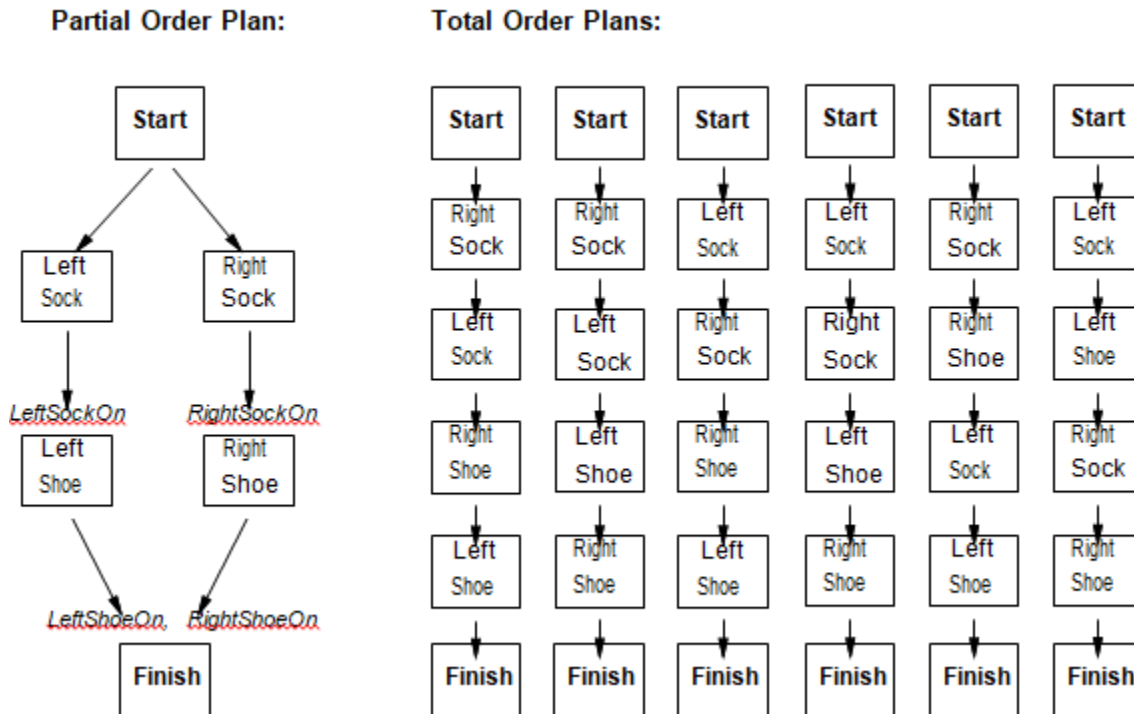 Partial Order Plan:
Total Order Plans:
Start
Left
Sock
Right
Sock
LeftSockOn
RightSockOn
Left
Shoe
Right
Shoe
LeftShoeOn,
RightShoeOn
Finish
Start
Right
Sock
Left
Sock
Right
Shoe
Left
Shoe
Finish
Start
Right
Sock
Left
Sock
Left
Shoe
Right
Shoe
Finish
Start
Left
Sock
Right
Sock
Right
Shoe
Left
Shoe
Finish
Start
Left
Sock
Right
Sock
Left
Shoe
Right
Shoe
Finish
Start
Right
Sock
Right
Shoe
Left
Sock
Left
Shoe
Finish
Start
Left
Sock
Left
Shoe
Right
Sock
Right
Shoe
Finish